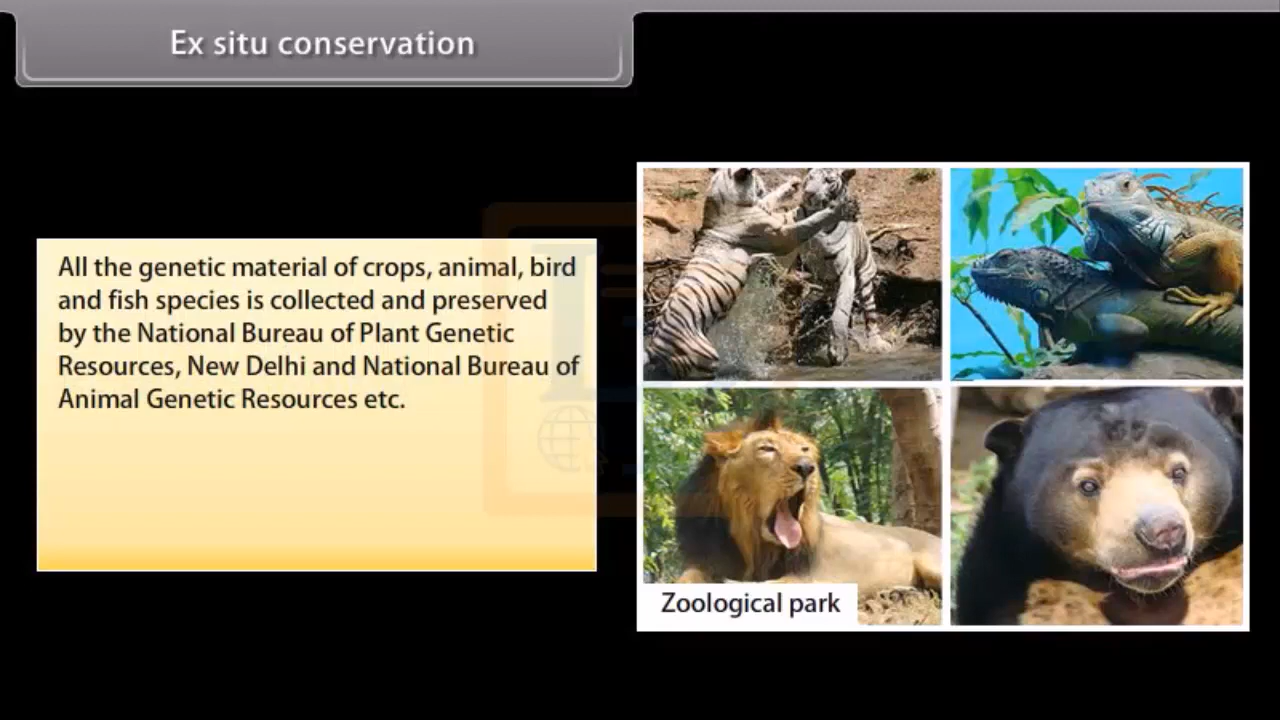 Ex situ conservation
All the genetic material of crops, animal, bird
and fish species is collected and preserved
by the National Bureau of Plant Genetic
Resources, New Delhi and National Bureau of
Animal Genetic Resources etc.
Zoological park